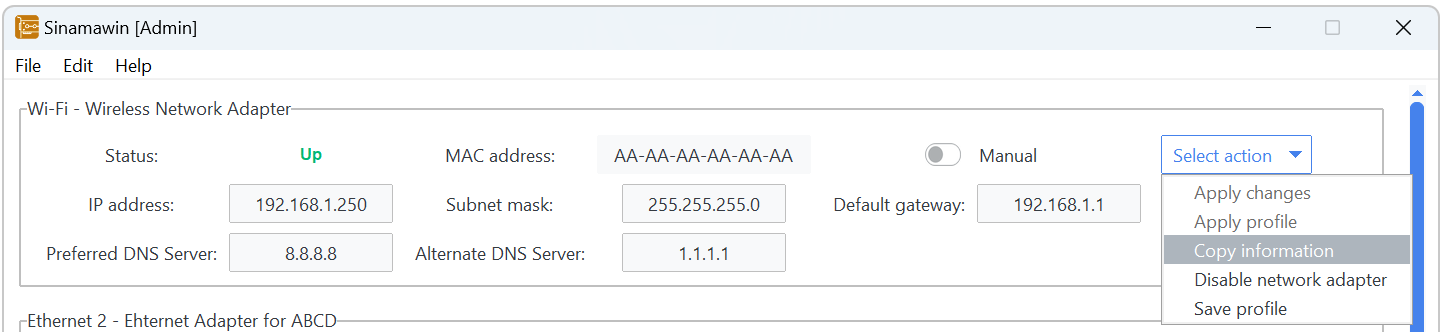 Sinamawin [Admin]
File Edit Help
Wi-Fi - Wireless Network Adapter
Status: Up MAC address: AA-AA-AA-AA-AA-AA Manual Select action
Apply changes
IP address: 192.168.1.250 Subnet mask: 255.255.255.0 Default gateway: 192.168.1.1
Apply profile
Copy information
Preferred DNS Server: 8.8.8.8 Alternate DNS Server: 1.1.1.1
Disable network adapter
Save profile
Ethernet 2 - Ehternet Adapter for ABCD